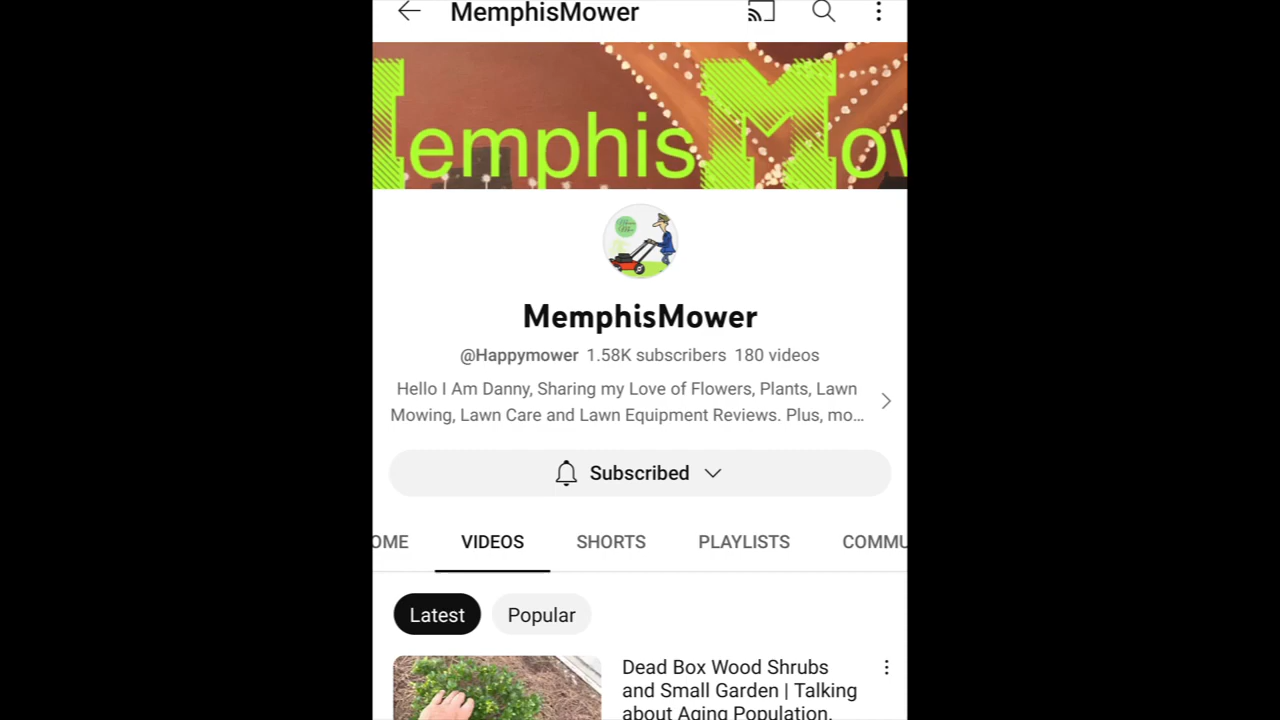 MemphisMower
MemphisMow
MemphisMower
@Happymower 1.58K subscribers 180 videos
Hello I Am Danny, Sharing my Love of Flowers, Plants, Lawn
Mowing, Lawn Care and Lawn Equipment Reviews. Plus, mo...
Subscribed
OME VIDEOS SHORTS PLAYLISTS COMMU
Latest Popular
Dead Box Wood Shrubs
and Small Garden | Talking
about Aging Population,